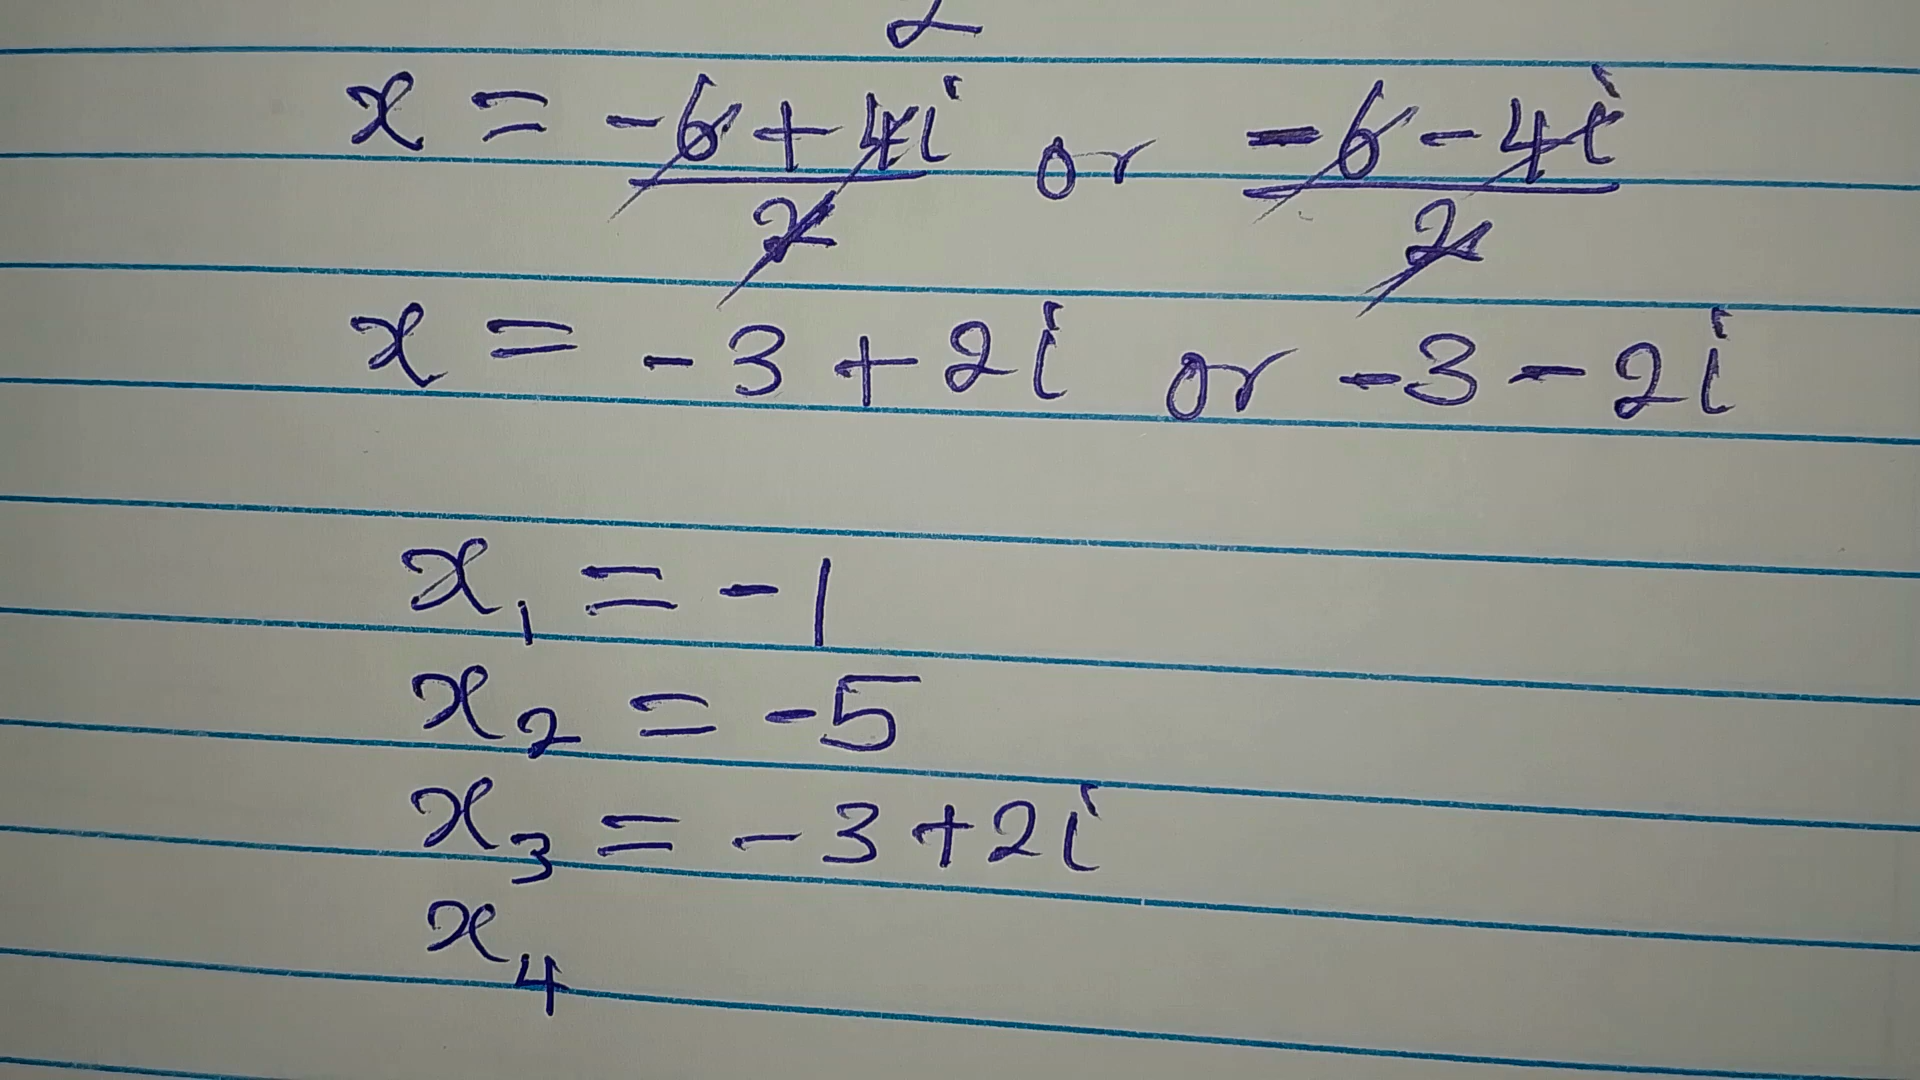 2
x = -6+4i/2 or -6-4i/2
x = -3+2i or -3-2i
x₁ = -1
x₂ = -5
x₃ = -3+2i
x₄